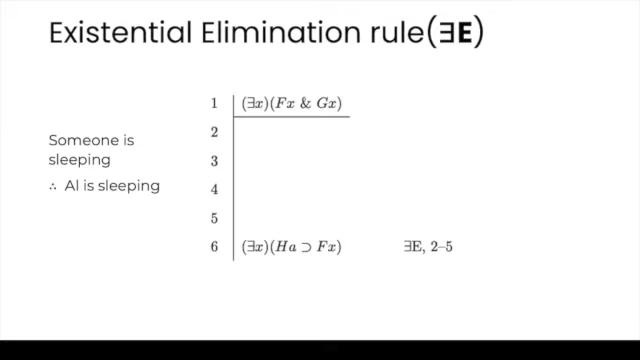 Existential Elimination rule(∃E)
Someone is
sleeping
∴ Al is sleeping
1 (∃x)(Fx & Gx)
2
3
4
5
6 (∃x)(Ha ⊃ Fx) ∃E, 2–5